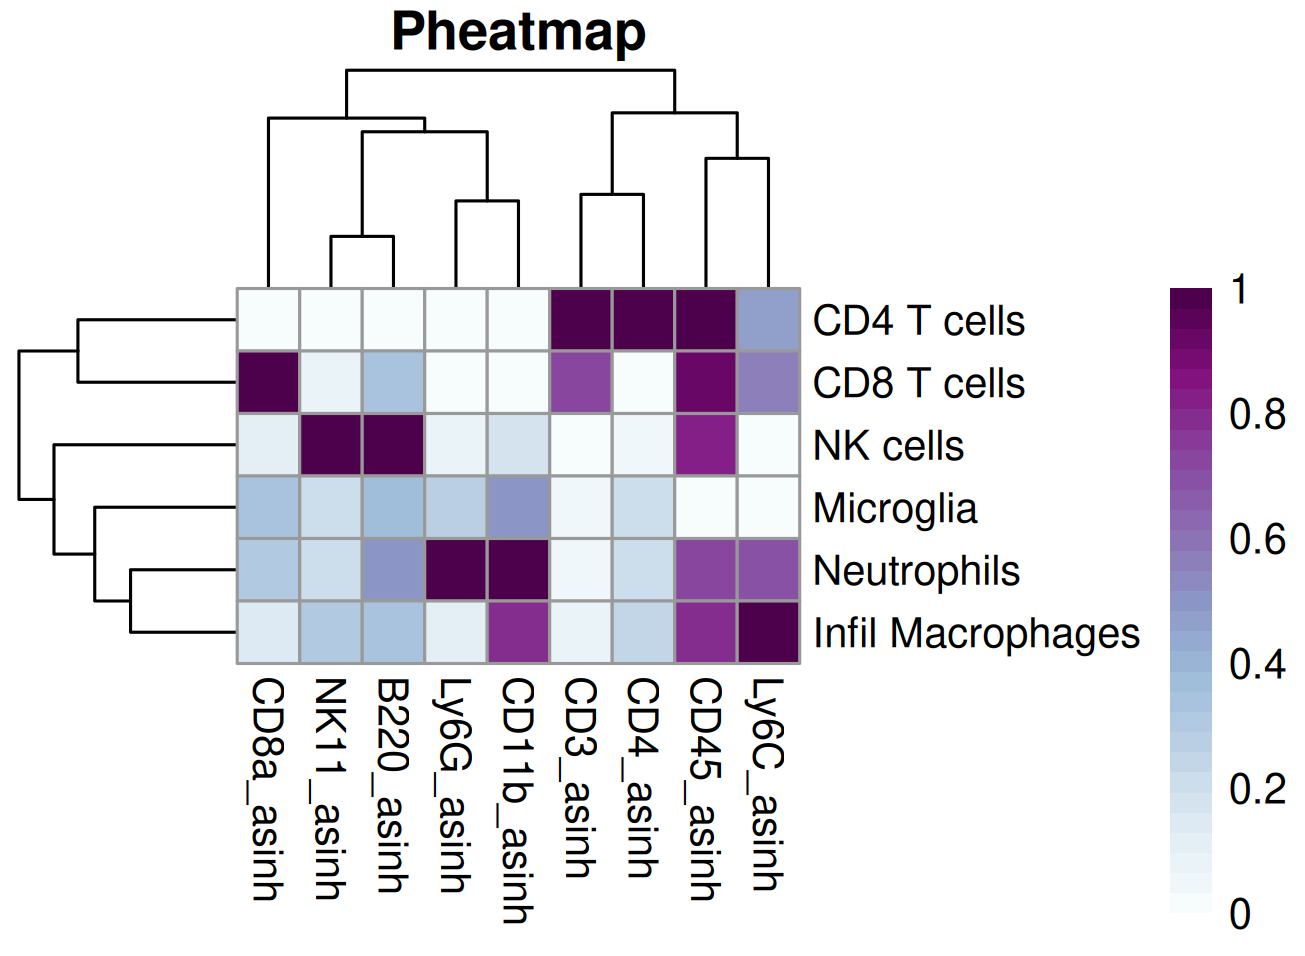 Pheatmap
CD4 T cells
CD8 T cells
NK cells
Microglia
Neutrophils
Infil Macrophages
CD8a_asinh
NK11_asinh
B220_asinh
Ly6G_asinh
CD11b_asinh
CD3_asinh
CD4_asinh
CD45_asinh
Ly6C_asinh
1
0.8
0.6
0.4
0.2
0